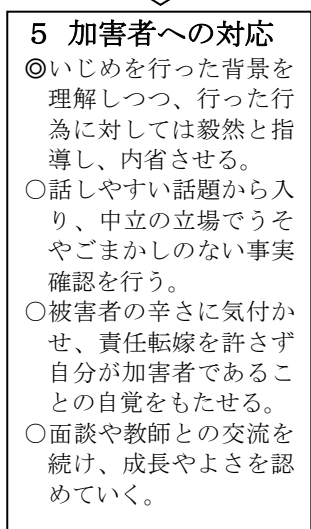 5 加害者への対応
◎いじめを行った背景を
理解しつつ、行った行
為に対しては毅然と指
導し、内省させる。
○話しやすい話題から入
り、中立の立場でうそ
やごまかしのない事実
確認を行う。
○被害者の辛さに気付か
せ、責任転嫁を許さず
自分が加害者であるこ
との自覚をもたせる。
○面談や教師との交流を
続け、成長やよさを認
めていく。